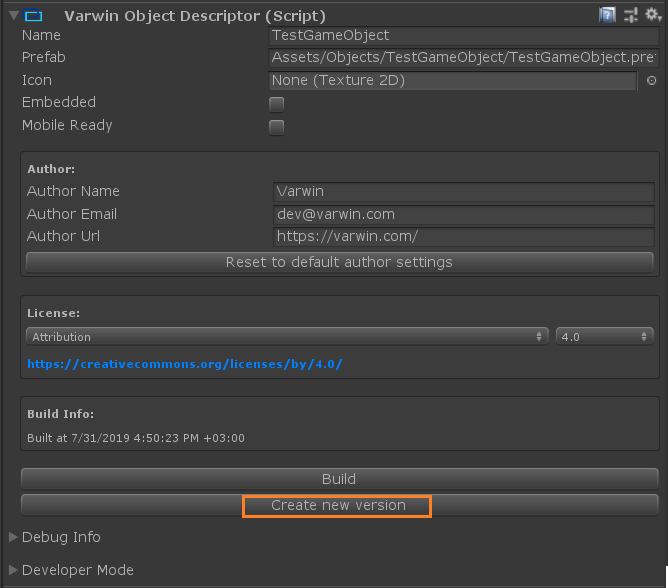 Varwin Object Descriptor (Script)
Name TestGameObject
Prefab Assets/Objects/TestGameObject/TestGameObject.pre
Icon None (Texture 2D)
Embedded
Mobile Ready
Author:
Author Name Varwin
Author Email dev@varwin.com
Author Url https://varwin.com/
Reset to default author settings
License:
Attribution 4.0
https://creativecommons.org/licenses/by/4.0/
Build Info:
Built at 7/31/2019 4:50:23 PM +03:00
Build
Create new version
Debug Info
Developer Mode